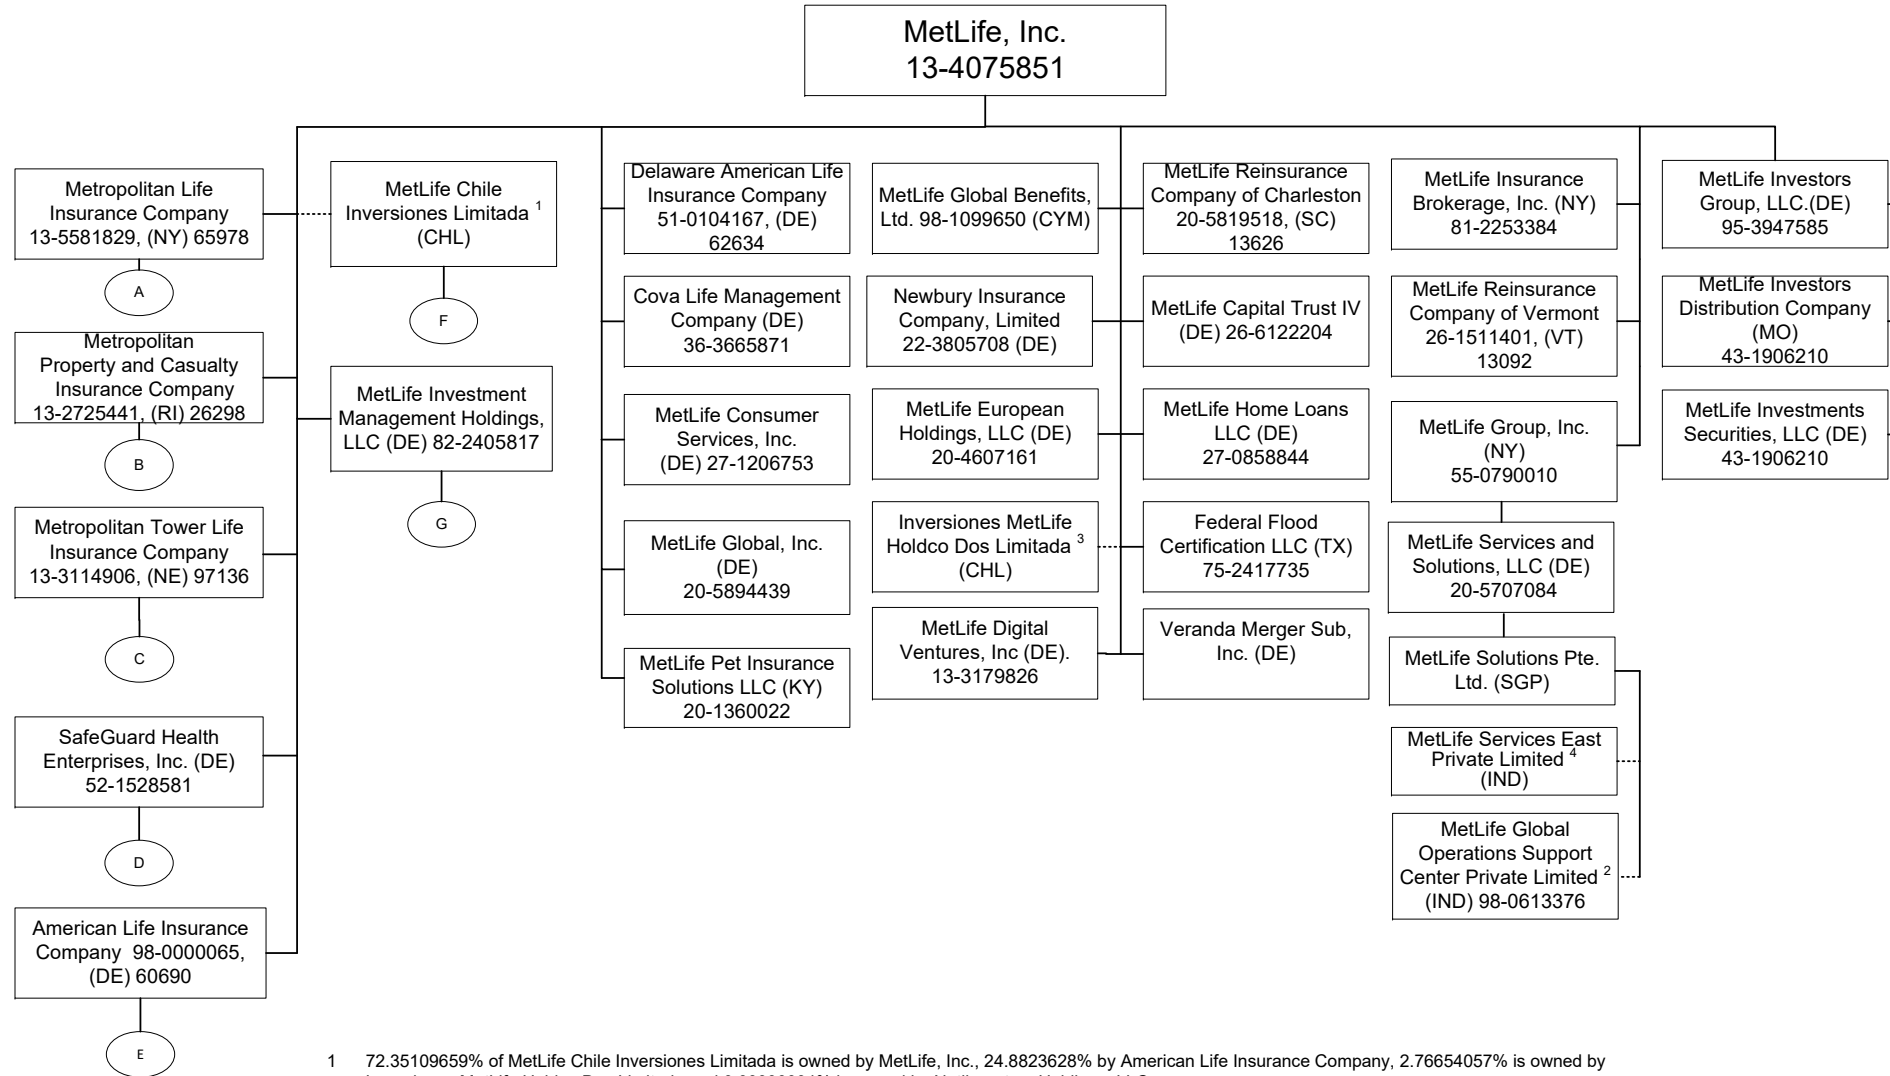 MetLife, Inc.
13-4075851
Metropolitan Life
Insurance Company
13-5581829, (NY) 65978
A
Metropolitan
Property and Casualty
Insurance Company
13-2725441, (RI) 26298
B
Metropolitan Tower Life
Insurance Company
13-3114906, (NE) 97136
C
SafeGuard Health
Enterprises, Inc. (DE)
52-1528581
D
American Life Insurance
Company 98-0000065,
(DE) 60690
E
MetLife Chile
Inversiones Limitada 1
(CHL)
F
MetLife Investment
Management Holdings,
LLC (DE) 82-2405817
G
Delaware American Life
Insurance Company
51-0104167, (DE)
62634
Cova Life Management
Company (DE)
36-3665871
MetLife Consumer
Services, Inc.
(DE) 27-1206753
MetLife Global, Inc.
(DE)
20-5894439
MetLife Pet Insurance
Solutions LLC (KY)
20-1360022
MetLife Global Benefits,
Ltd. 98-1099650 (CYM)
Newbury Insurance
Company, Limited
22-3805708 (DE)
MetLife European
Holdings, LLC (DE)
20-4607161
Inversiones MetLife
Holdco Dos Limitada 3
(CHL)
MetLife Digital
Ventures, Inc (DE).
13-3179826
MetLife Reinsurance
Company of Charleston
20-5819518, (SC)
13626
MetLife Capital Trust IV
(DE) 26-6122204
MetLife Home Loans
LLC (DE)
27-0858844
Federal Flood
Certification LLC (TX)
75-2417735
Veranda Merger Sub,
Inc. (DE)
MetLife Insurance
Brokerage, Inc. (NY)
81-2253384
MetLife Reinsurance
Company of Vermont
26-1511401, (VT)
13092
MetLife Group, Inc.
(NY)
55-0790010
MetLife Services and
Solutions, LLC (DE)
20-5707084
MetLife Solutions Pte.
Ltd. (SGP)
MetLife Services East
Private Limited 4
(IND)
MetLife Global
Operations Support
Center Private Limited 2
(IND) 98-0613376
MetLife Investors
Group, LLC.(DE)
95-3947585
MetLife Investors
Distribution Company
(MO)
43-1906210
MetLife Investments
Securities, LLC (DE)
43-1906210
1 72.35109659% of MetLife Chile Inversiones Limitada is owned by MetLife, Inc., 24.8823628% by American Life Insurance Company, 2.76654057% is owned by